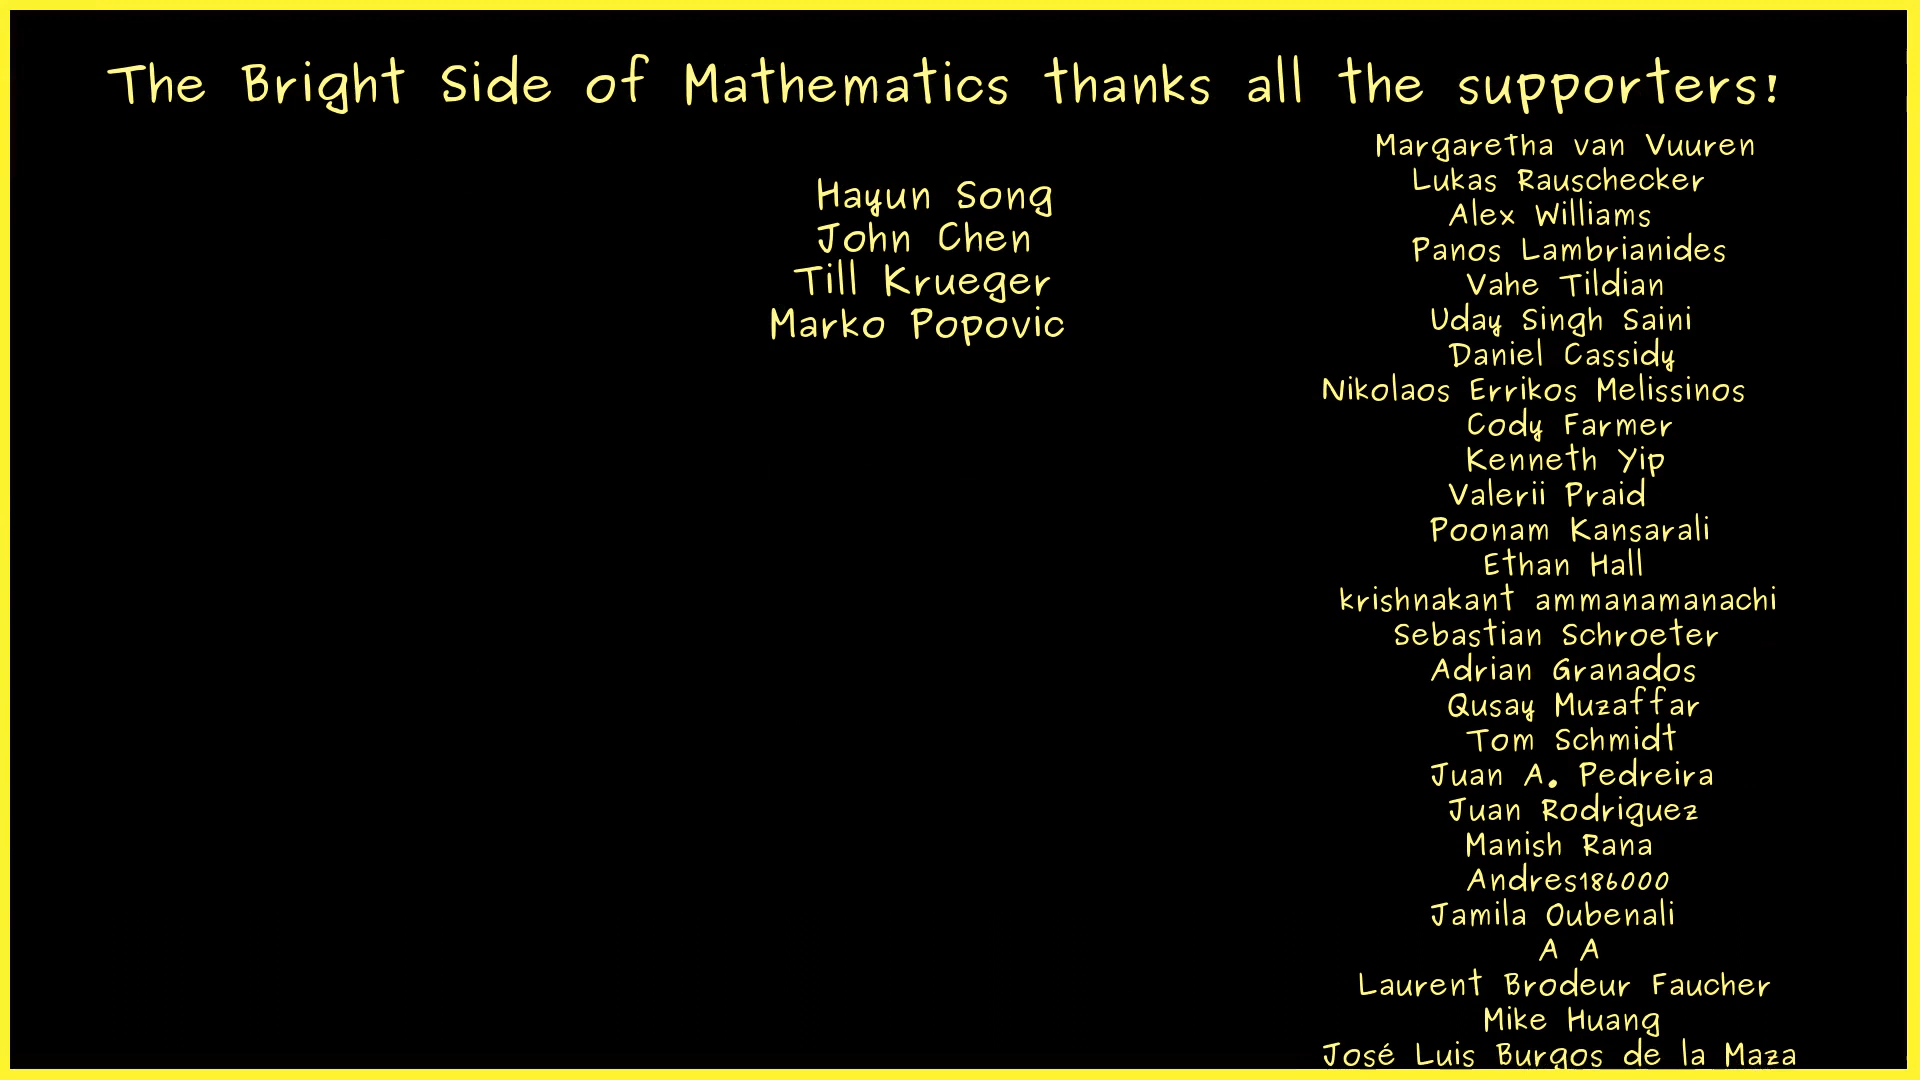 The Bright Side of Mathematics thanks all the supporters!
Hayun Song
John Chen
Till Krueger
Marko Popovic
Margaretha van Vuuren
Lukas Rauschecker
Alex Williams
Panos Lambrianides
Vahe Tildian
Uday Singh Saini
Daniel Cassidy
Nikolaos Errikos Melissinos
Cody Farmer
Kenneth Yip
Valerii Praid
Poonam Kansarali
Ethan Hall
krishnakant ammanamanachi
Sebastian Schroeter
Adrian Granados
Qusay Muzaffar
Tom Schmidt
Juan A. Pedreira
Juan Rodriguez
Manish Rana
Andres186000
Jamila Oubenali
A A
Laurent Brodeur Faucher
Mike Huang
José Luis Burgos de la Maza